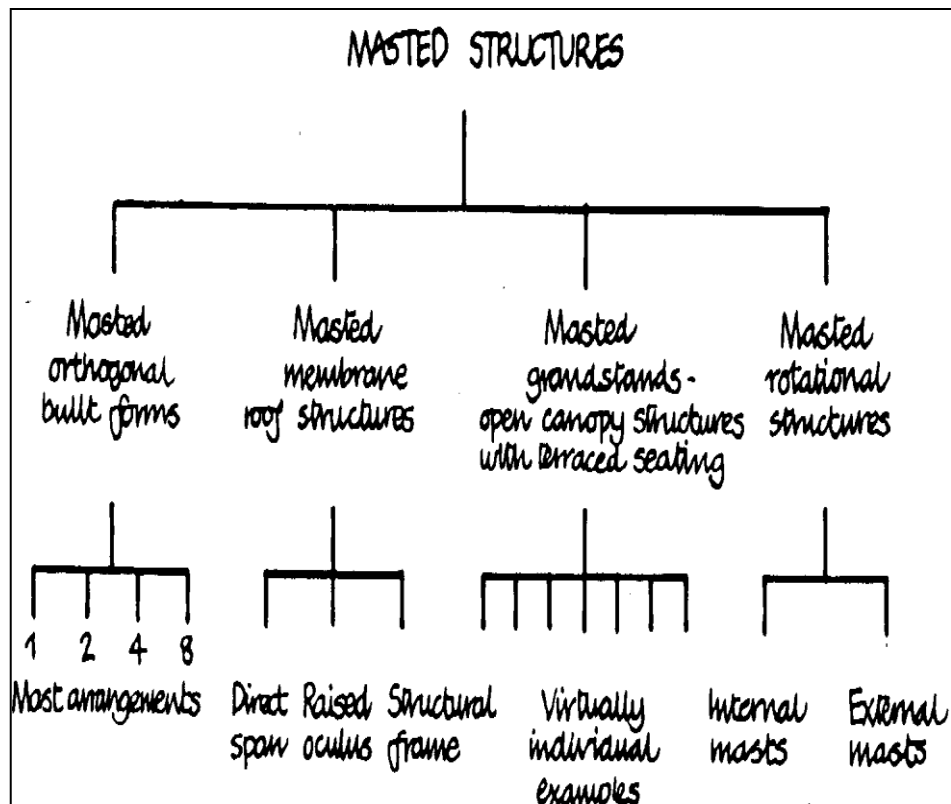 MASTED STRUCTURES
Masted
orthogonal
built forms
Masted
membrane
roof structures
Masted
grandstands-
open canopy structures
with terraced seating
Masted
rotational
structures
1 2 4 8
Mast arrangements
Direct
span
Raised
oculus
Structural
frame
Virtually
individual
examples
Internal
masts
External
masts